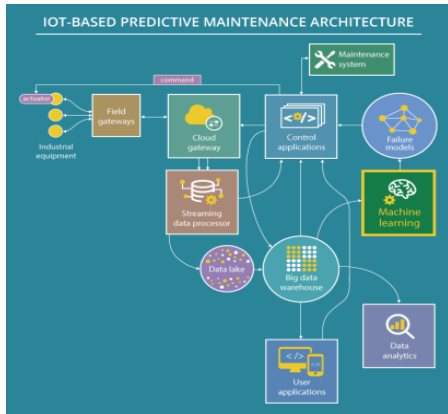 IOT-BASED PREDICTIVE MAINTENANCE ARCHITECTURE
command
Maintenance
system
actuator
Field
gateways
Cloud
gateway
Control
applications
Failure
models
Industrial
equipment
Streaming
data processor
Machine
learning
Data lake
Big data
warehouse
Data
analytics
User
applications